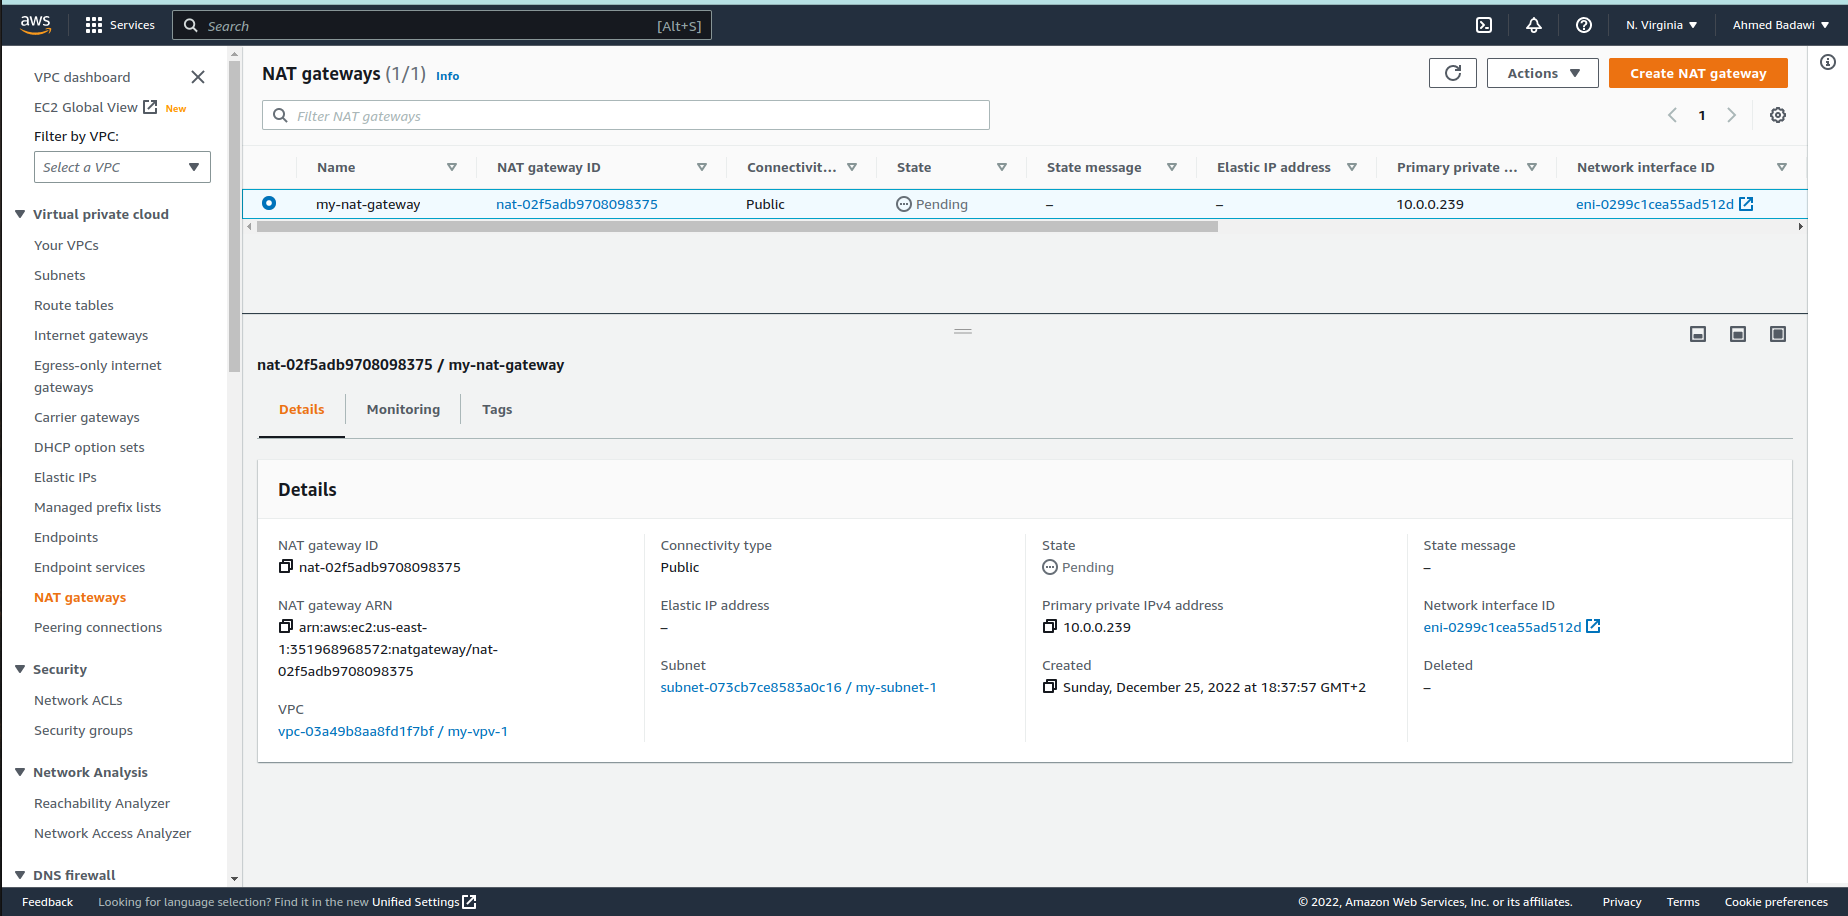 aws
Services
Search
[Alt+S]
N. Virginia
Ahmed Badawi
VPC dashboard
EC2 Global View
New
Filter by VPC:
Select a VPC
Virtual private cloud
Your VPCs
Subnets
Route tables
Internet gateways
Egress-only internet
gateways
Carrier gateways
DHCP option sets
Elastic IPs
Managed prefix lists
Endpoints
Endpoint services
NAT gateways
Peering connections
Security
Network ACLs
Security groups
Network Analysis
Reachability Analyzer
Network Access Analyzer
DNS firewall
NAT gateways (1/1) Info
Actions
Create NAT gateway
Filter NAT gateways
1
Name NAT gateway ID Connectivit... State State message Elastic IP address Primary private ... Network interface ID
my-nat-gateway nat-02f5adb9708098375 Public Pending – – 10.0.0.239 eni-0299c1cea55ad512d
nat-02f5adb9708098375 / my-nat-gateway
Details Monitoring Tags
Details
NAT gateway ID
nat-02f5adb9708098375
NAT gateway ARN
arn:aws:ec2:us-east-
1:351968968572:natgateway/nat-
02f5adb9708098375
VPC
vpc-03a49b8aa8fd1f7bf / my-vpv-1
Connectivity type
Public
Elastic IP address
–
Subnet
subnet-073cb7ce8583a0c16 / my-subnet-1
State
Pending
Primary private IPv4 address
10.0.0.239
Created
Sunday, December 25, 2022 at 18:37:57 GMT+2
State message
–
Network interface ID
eni-0299c1cea55ad512d
Deleted
–
Feedback
Looking for language selection? Find it in the new Unified Settings
© 2022, Amazon Web Services, Inc. or its affiliates.
Privacy
Terms
Cookie preferences